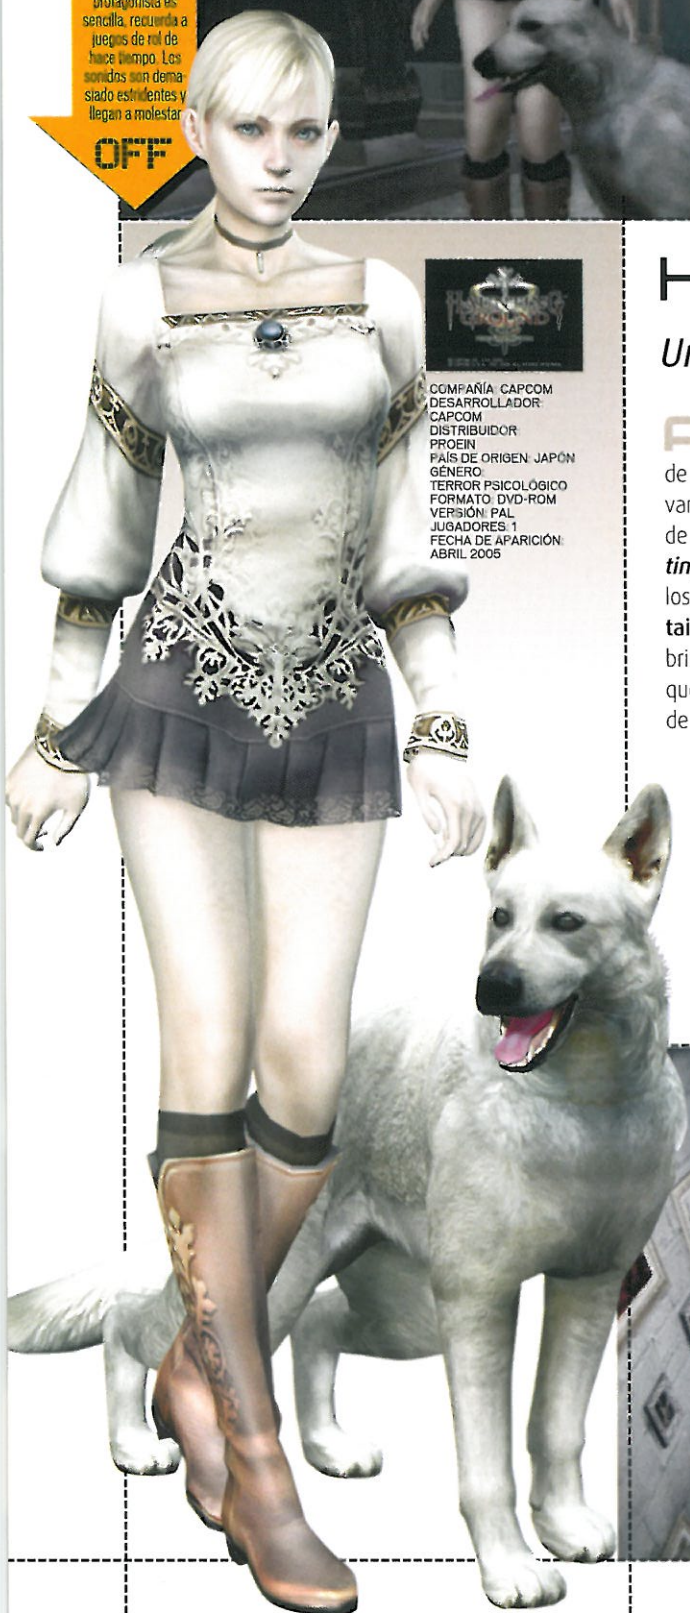 protagonista es
sencilla, recuerda a
juegos de rol de
hace tiempo. Los
sonidos son dema-
siado estridentes y
llegan a molestar
OFF
GROUND
COMPAÑÍA: CAPCOM
DESARROLLADOR:
CAPCOM
DISTRIBUIDOR:
PROEIN
PAÍS DE ORIGEN: JAPÓN
GÉNERO:
TERROR PSICOLÓGICO
FORMATO: DVD-ROM
VERSIÓN: PAL
JUGADORES: 1
FECHA DE APARICIÓN:
ABRIL 2005
H
Un
de
van
de
tin
los
tai
bri
que
de